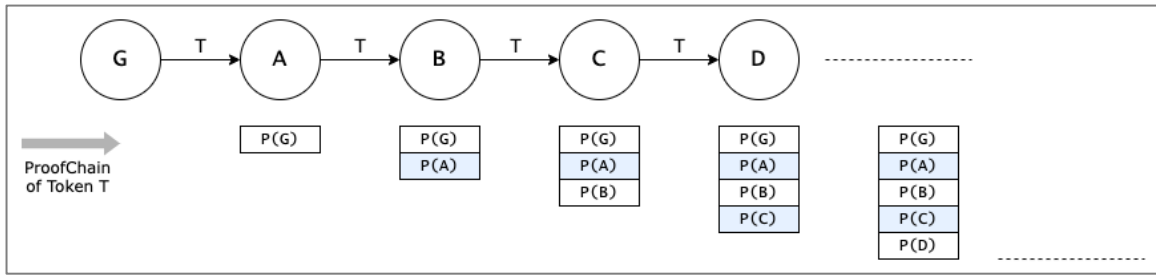 G T A T B T C T D
ProofChain
of Token T
P(G)
P(G)
P(A)
P(G)
P(A)
P(B)
P(G)
P(A)
P(B)
P(C)
P(G)
P(A)
P(B)
P(C)
P(D)